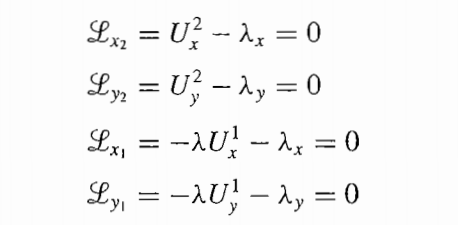 ℒ_{x_2} = U_x^2 − λ_x = 0
ℒ_{y_2} = U_y^2 − λ_y = 0
ℒ_{x_1} = −λU_x^1 − λ_x = 0
ℒ_{y_1} = −λU_y^1 − λ_y = 0